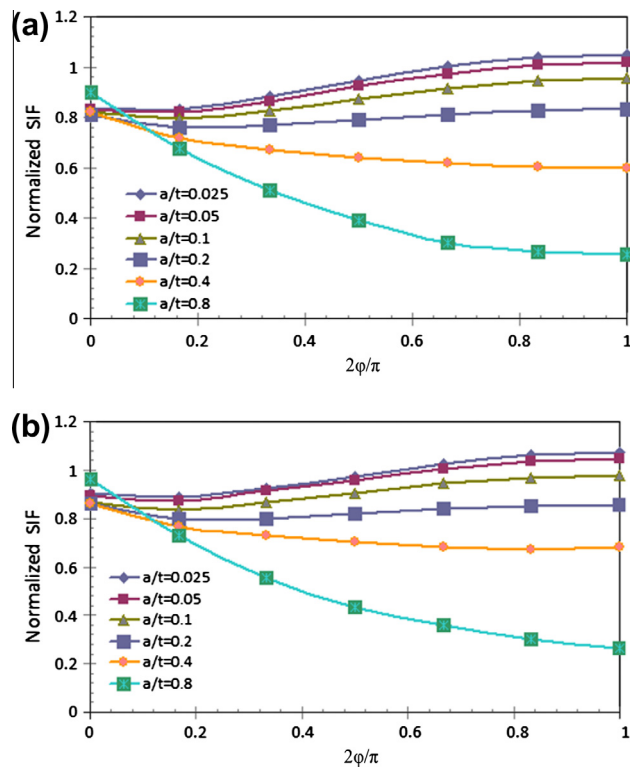 (a)
1.2
1
0.8
0.6
0.4
0.2
0
Normalized SIF
a/t=0.025
a/t=0.05
a/t=0.1
a/t=0.2
a/t=0.4
a/t=0.8
0 0.2 0.4 0.6 0.8 1
2φ/π
(b)
1.2
1
0.8
0.6
0.4
0.2
0
Normalized SIF
a/t=0.025
a/t=0.05
a/t=0.1
a/t=0.2
a/t=0.4
a/t=0.8
0 0.2 0.4 0.6 0.8 1
2φ/π